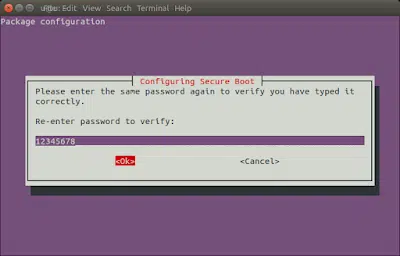 File Edit View Search Terminal Help
Package configuration
Configuring Secure Boot
Please enter the same password again to verify you have typed it
correctly.
Re-enter password to verify:
12345678
<Ok> <Cancel>